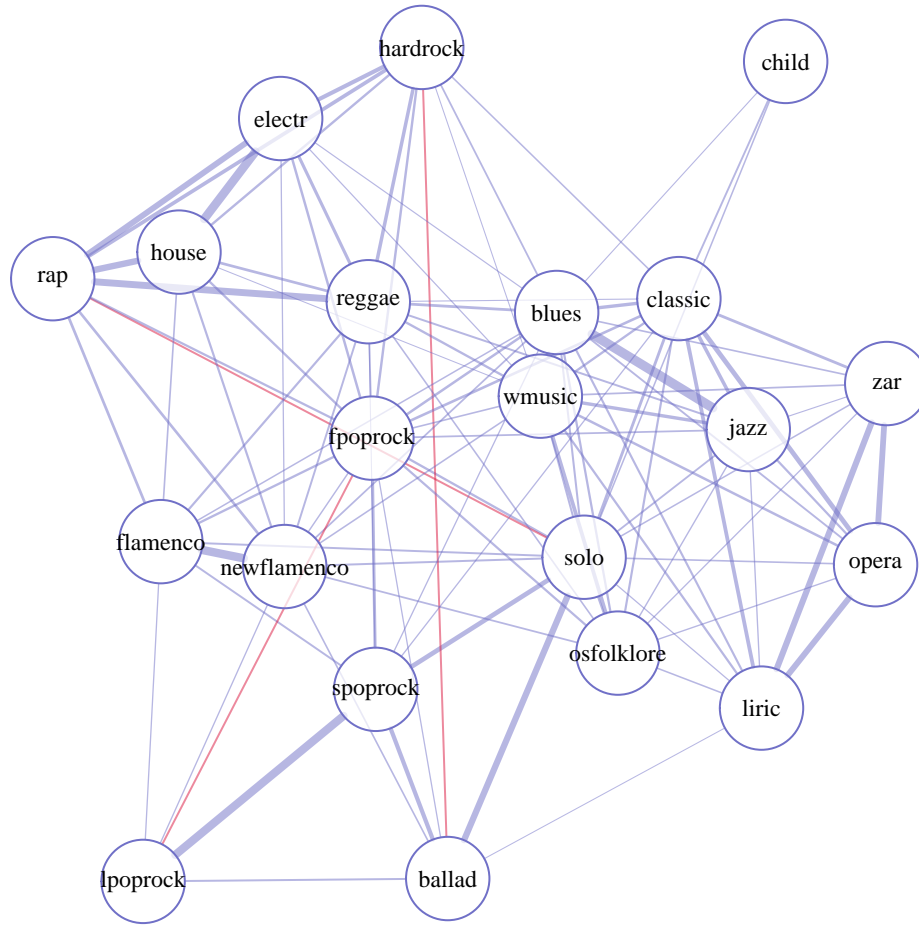 hardrock
child
electr
house
rap
reggae
blues
classic
zar
wmusic
jazz
fpoprock
flamenco
newflamenco
solo
opera
osfolklore
spoprock
liric
lpoprock
ballad